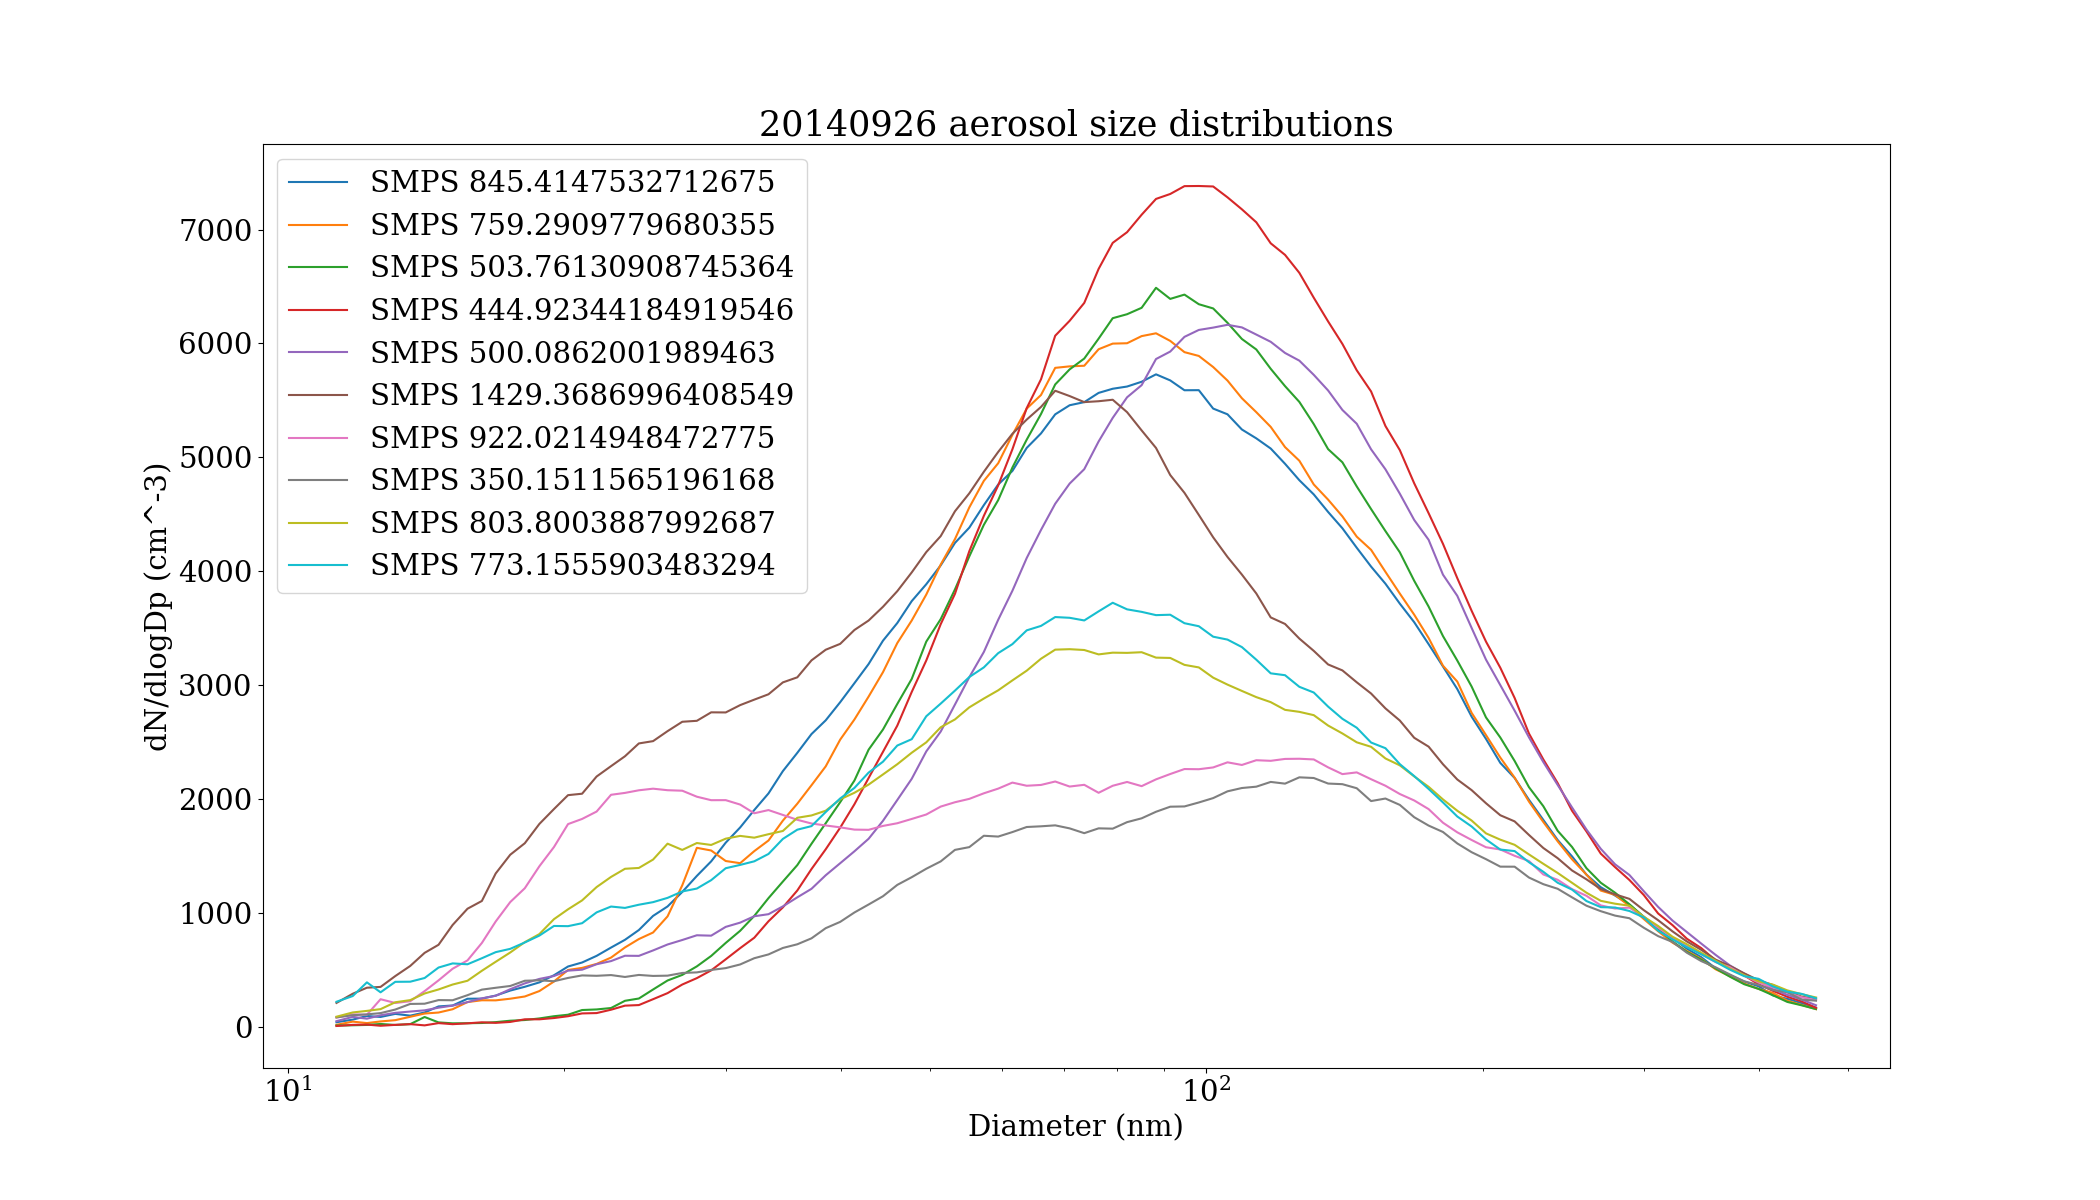 20140926 aerosol size distributions
SMPS 845.4147532712675
SMPS 759.2909779680355
SMPS 503.76130908745364
SMPS 444.92344184919546
SMPS 500.0862001989463
SMPS 1429.3686996408549
SMPS 922.0214948472775
SMPS 350.1511565196168
SMPS 803.8003887992687
SMPS 773.1555903483294
7000
6000
5000
4000
3000
2000
1000
0
dN/dlogDp (cm^-3)
10¹ 10²
Diameter (nm)